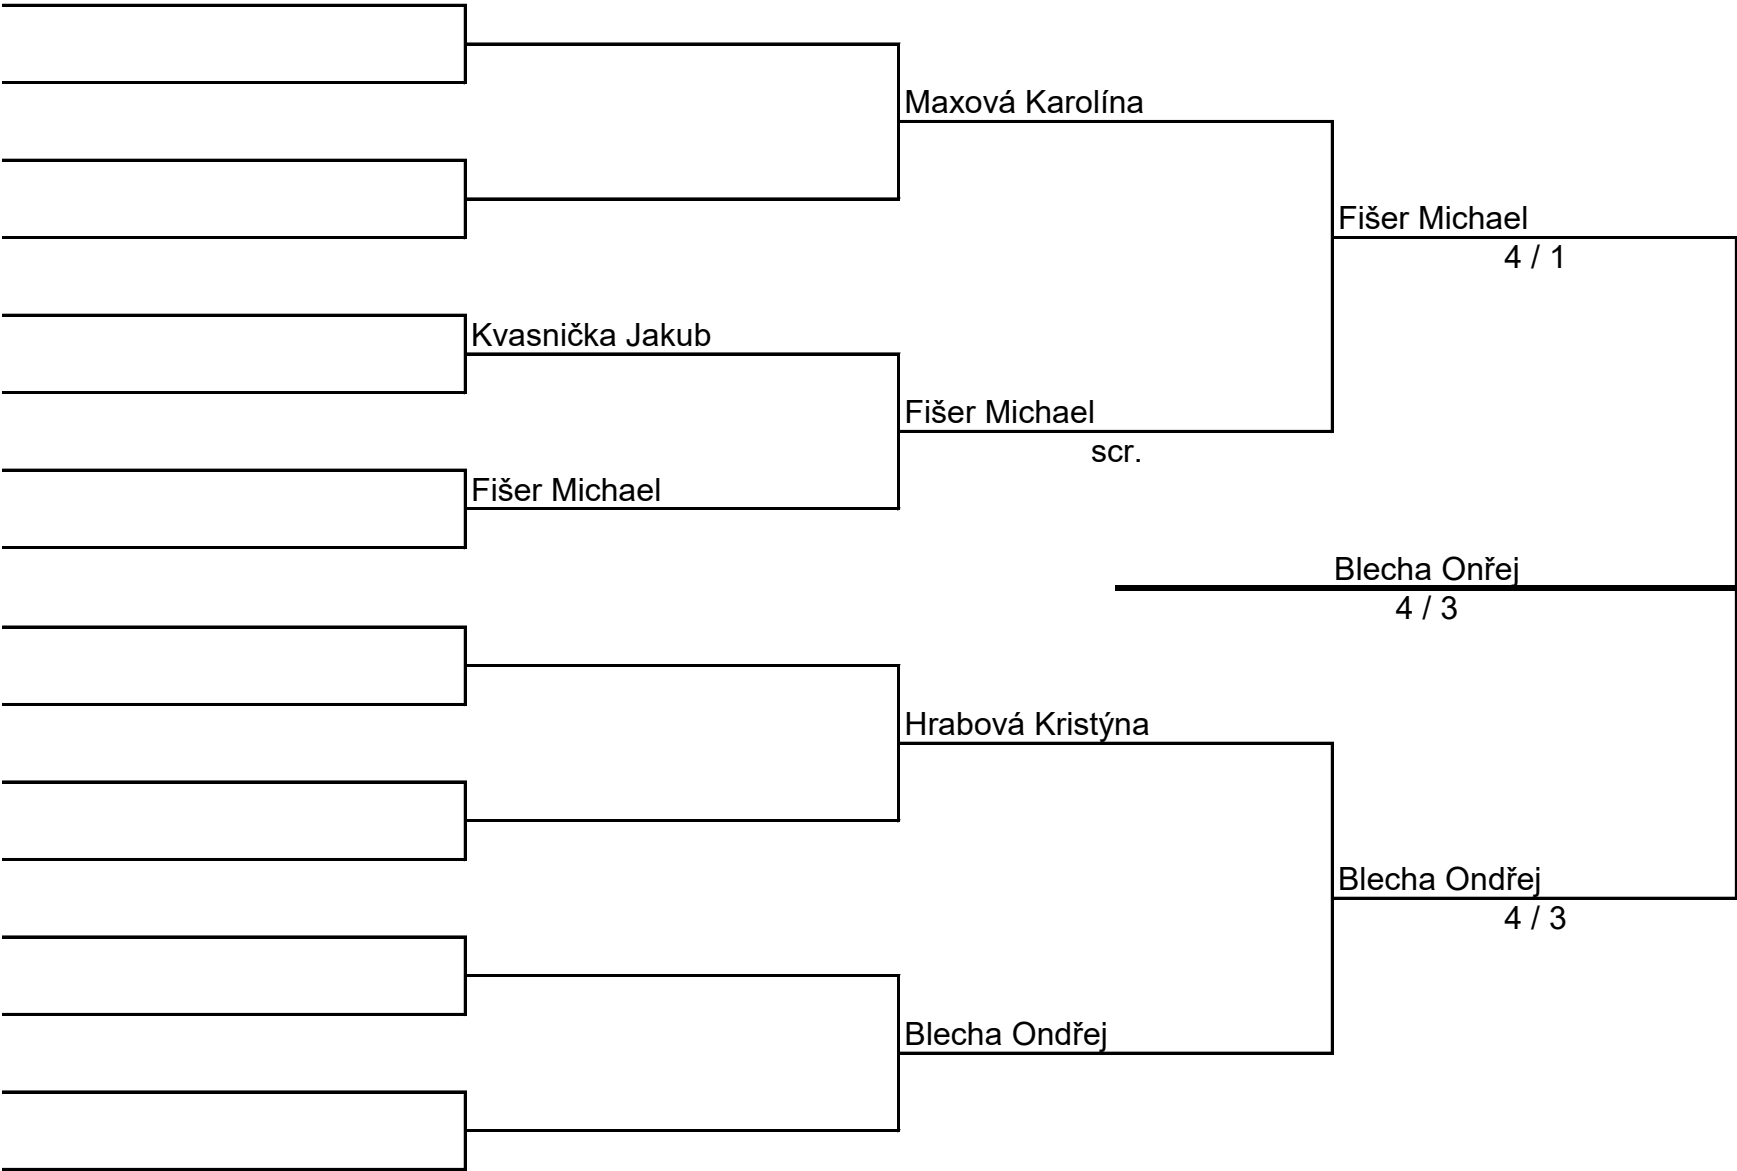 Maxová Karolína
Fišer Michael
4 / 1
Kvasnička Jakub
Fišer Michael
scr.
Fišer Michael
Blecha Onřej
4 / 3
Hrabová Kristýna
Blecha Ondřej
4 / 3
Blecha Ondřej